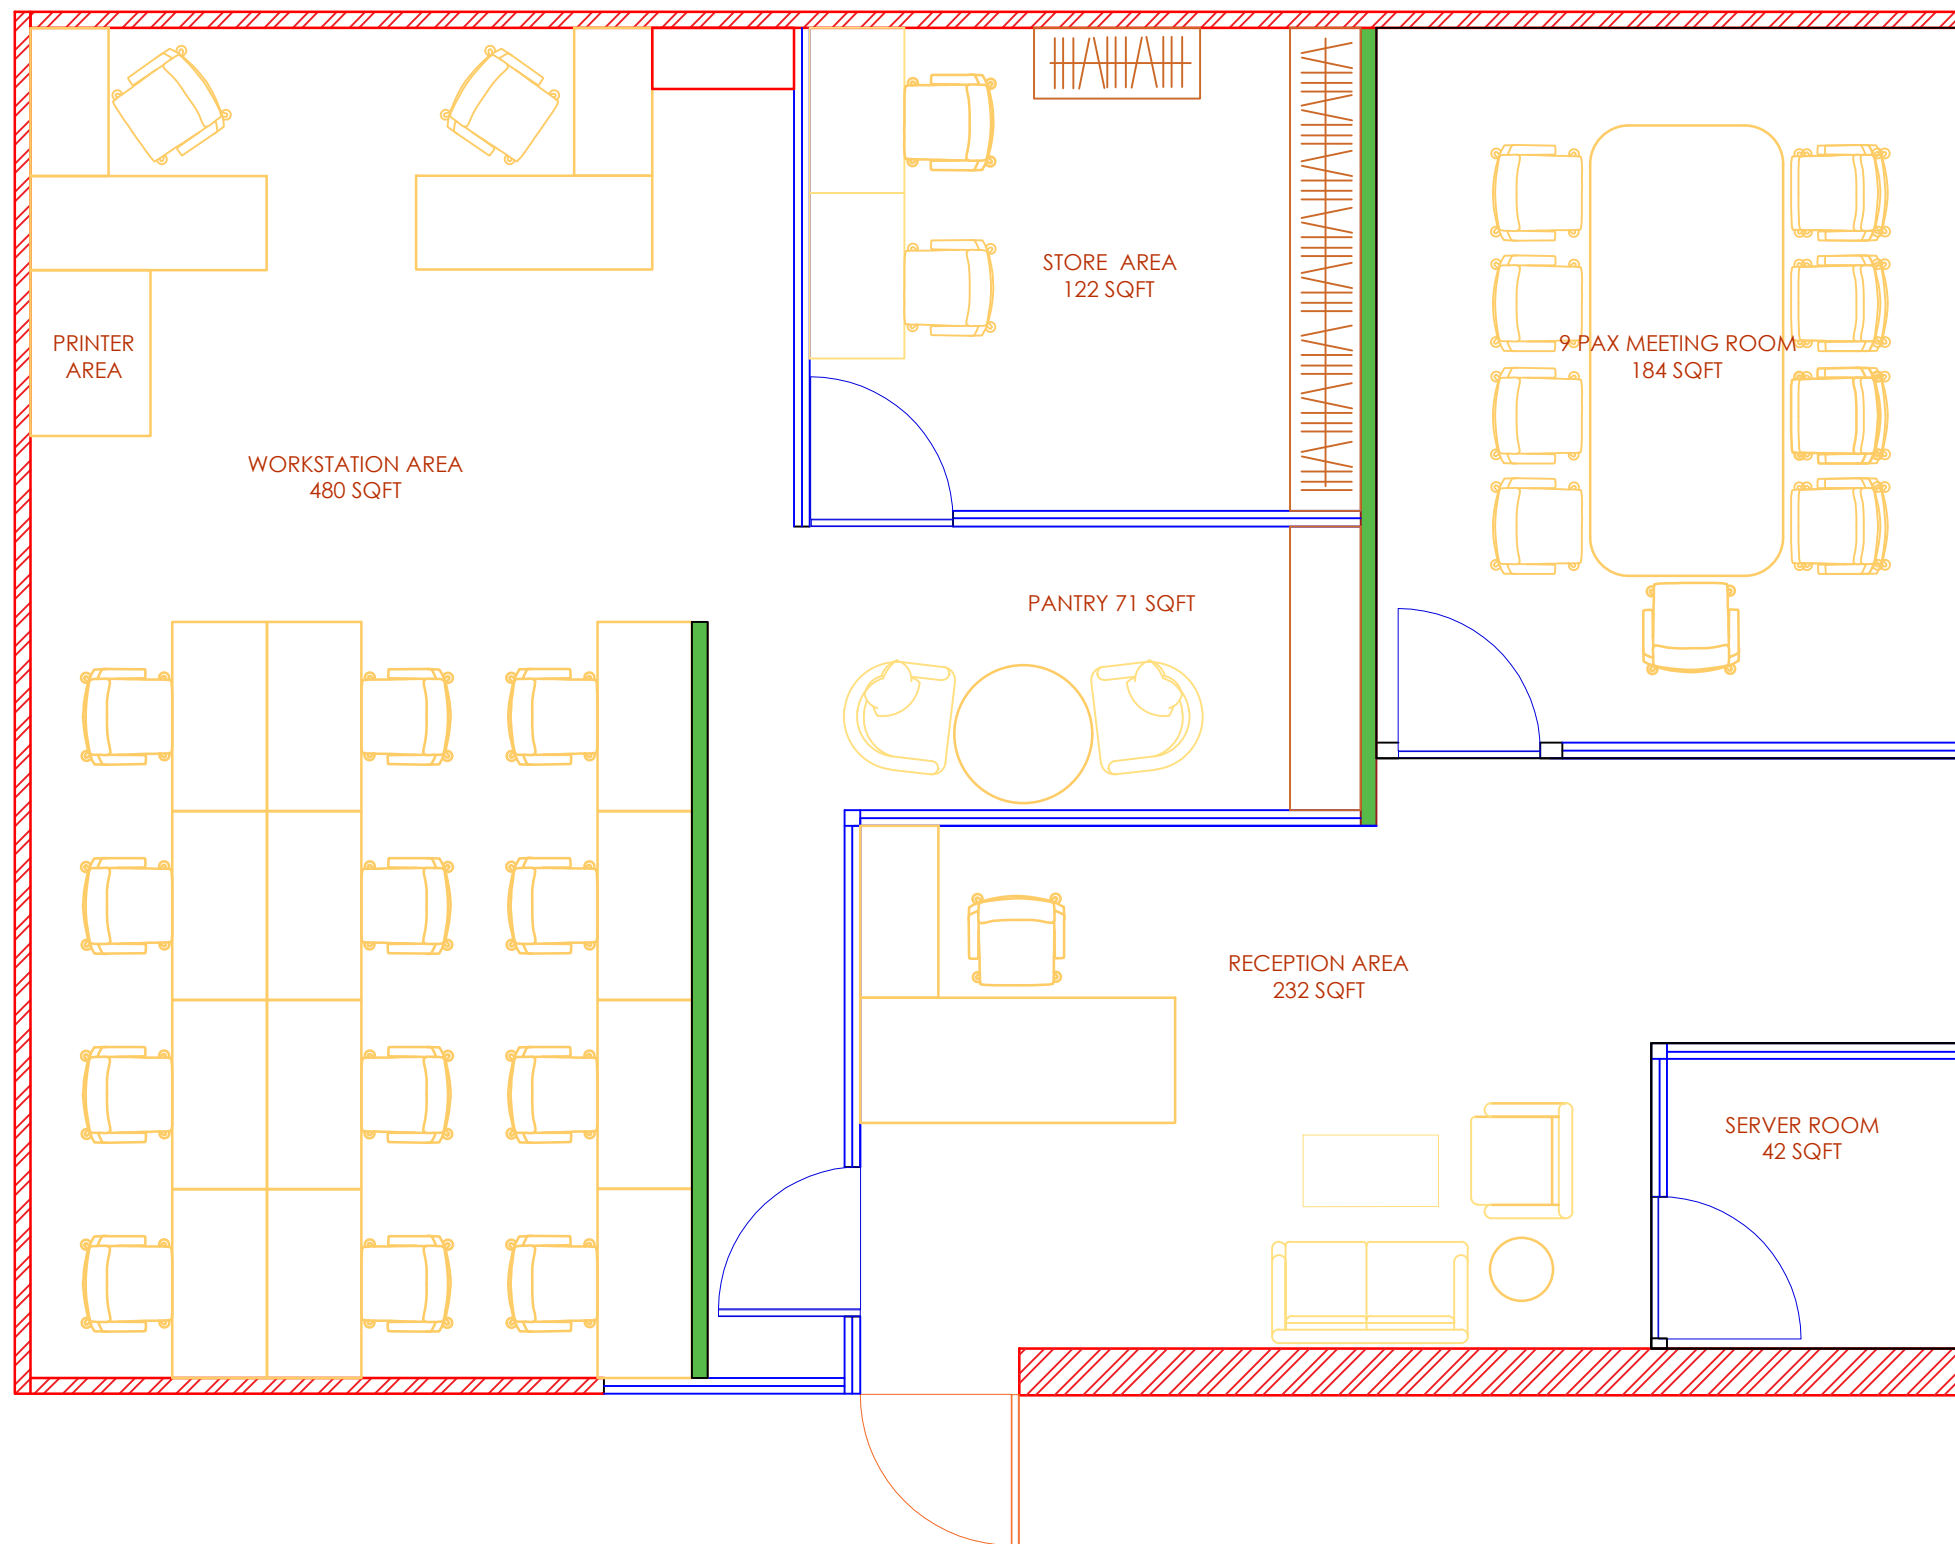 STORE AREA
122 SQFT
PRINTER
AREA
9 PAX MEETING ROOM
184 SQFT
WORKSTATION AREA
480 SQFT
PANTRY 71 SQFT
RECEPTION AREA
232 SQFT
SERVER ROOM
42 SQFT